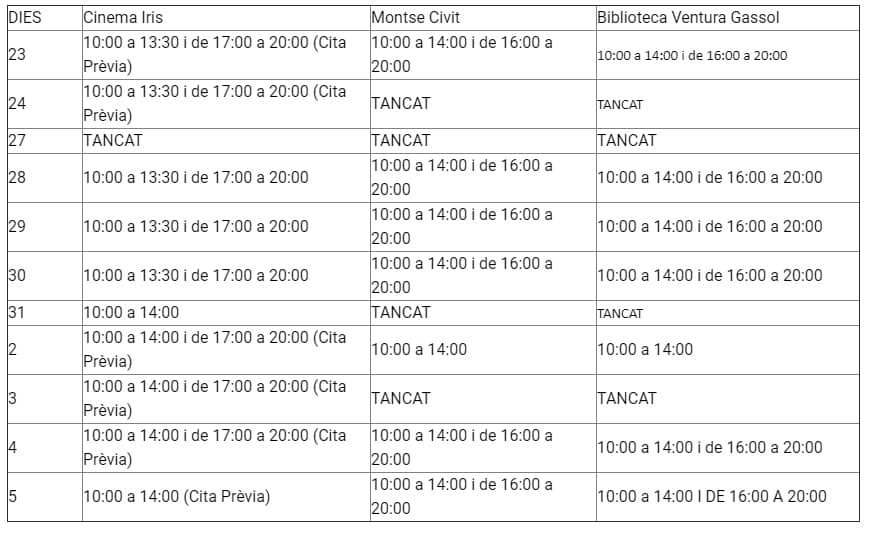 DIES Cinema Iris Montse Civit Biblioteca Ventura Gassol
23 10:00 a 13:30 i de 17:00 a 20:00 (Cita Prèvia) 10:00 a 14:00 i de 16:00 a 20:00 10:00 a 14:00 i de 16:00 a 20:00
24 10:00 a 13:30 i de 17:00 a 20:00 (Cita Prèvia) TANCAT TANCAT
27 TANCAT TANCAT TANCAT
28 10:00 a 13:30 i de 17:00 a 20:00 10:00 a 14:00 i de 16:00 a 20:00 10:00 a 14:00 i de 16:00 a 20:00
29 10:00 a 13:30 i de 17:00 a 20:00 10:00 a 14:00 i de 16:00 a 20:00 10:00 a 14:00 i de 16:00 a 20:00
30 10:00 a 13:30 i de 17:00 a 20:00 10:00 a 14:00 i de 16:00 a 20:00 10:00 a 14:00 i de 16:00 a 20:00
31 10:00 a 14:00 TANCAT TANCAT
2 10:00 a 14:00 i de 17:00 a 20:00 (Cita Prèvia) 10:00 a 14:00 10:00 a 14:00
3 10:00 a 14:00 i de 17:00 a 20:00 (Cita Prèvia) TANCAT TANCAT
4 10:00 a 14:00 i de 17:00 a 20:00 (Cita Prèvia) 10:00 a 14:00 i de 16:00 a 20:00 10:00 a 14:00 i de 16:00 a 20:00
5 10:00 a 14:00 (Cita Prèvia) 10:00 a 14:00 i de 16:00 a 20:00 10:00 a 14:00 I DE 16:00 A 20:00